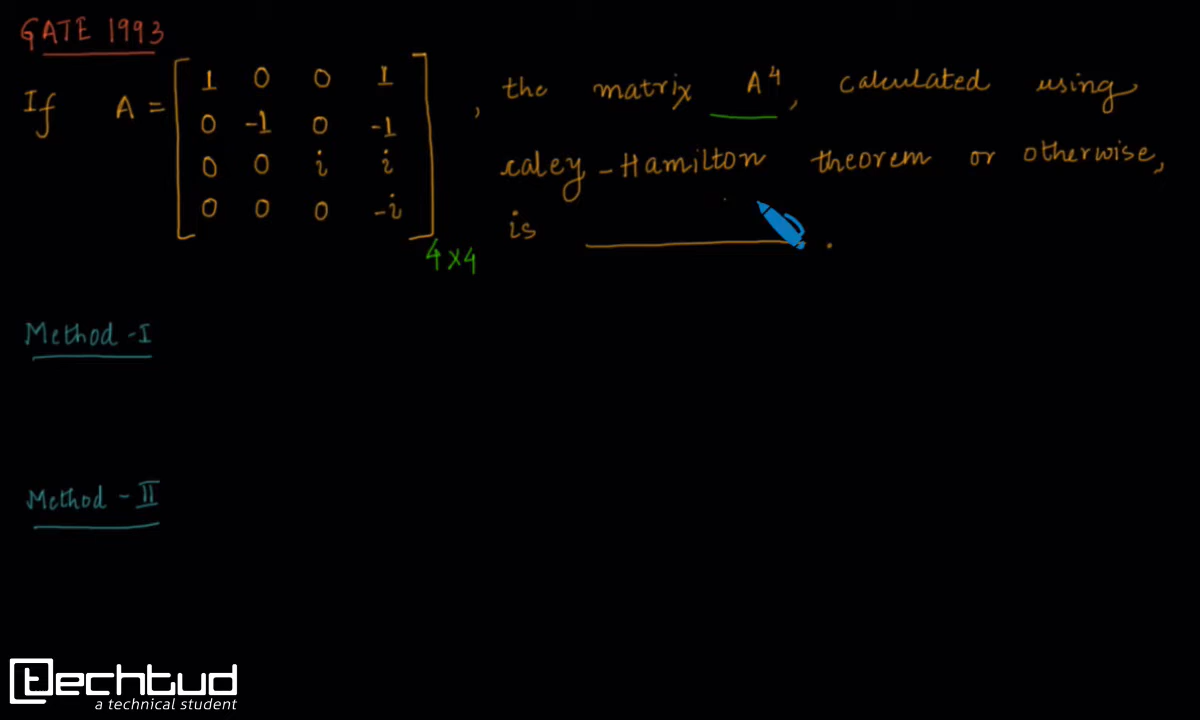 GATE 1993
If A = [ 1 0 0 1 , the matrix A⁴, calculated using
0 -1 0 -1
0 0 i i caley-Hamilton theorem or otherwise,
0 0 0 -i ] is ________ .
4x4
Method-I
Method-II
techtud
a technical student